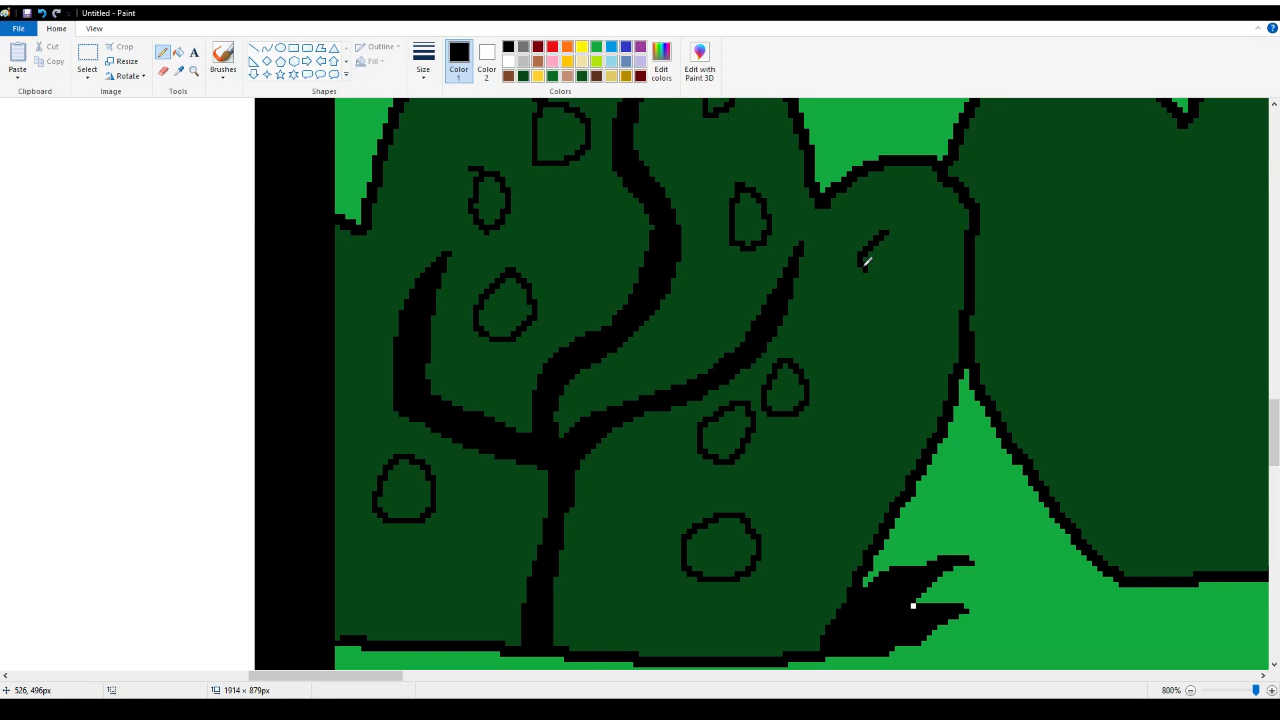 Untitled - Paint
File Home View
Paste Cut Copy Clipboard
Select Crop Resize Rotate Image
A Tools
Brushes
Outline Fill Shapes
Size
Color 1 Color 2 Edit colors Colors
Edit with Paint 3D
526, 496px 1914 × 879px 800%